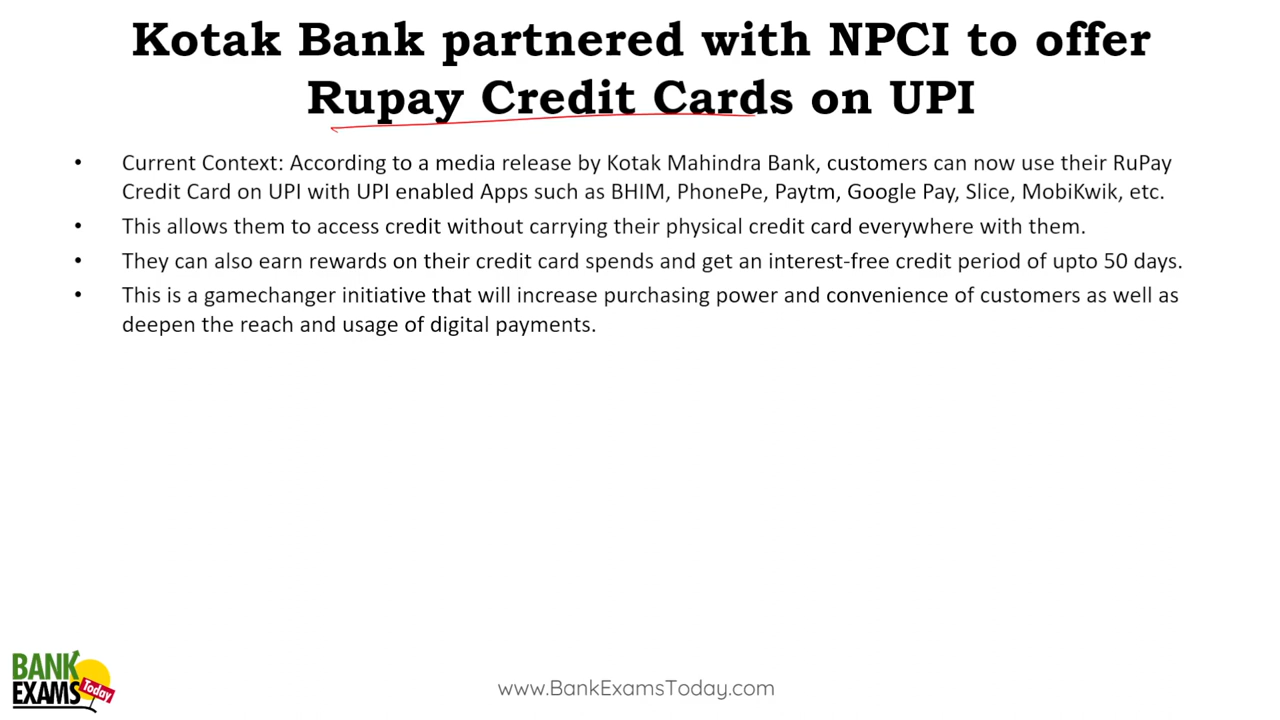 Kotak Bank partnered with NPCI to offer
Rupay Credit Cards on UPI
• Current Context: According to a media release by Kotak Mahindra Bank, customers can now use their RuPay
Credit Card on UPI with UPI enabled Apps such as BHIM, PhonePe, Paytm, Google Pay, Slice, MobiKwik, etc.
• This allows them to access credit without carrying their physical credit card everywhere with them.
• They can also earn rewards on their credit card spends and get an interest-free credit period of upto 50 days.
• This is a gamechanger initiative that will increase purchasing power and convenience of customers as well as
deepen the reach and usage of digital payments.
BANK
EXAMS
Today
www.BankExamsToday.com